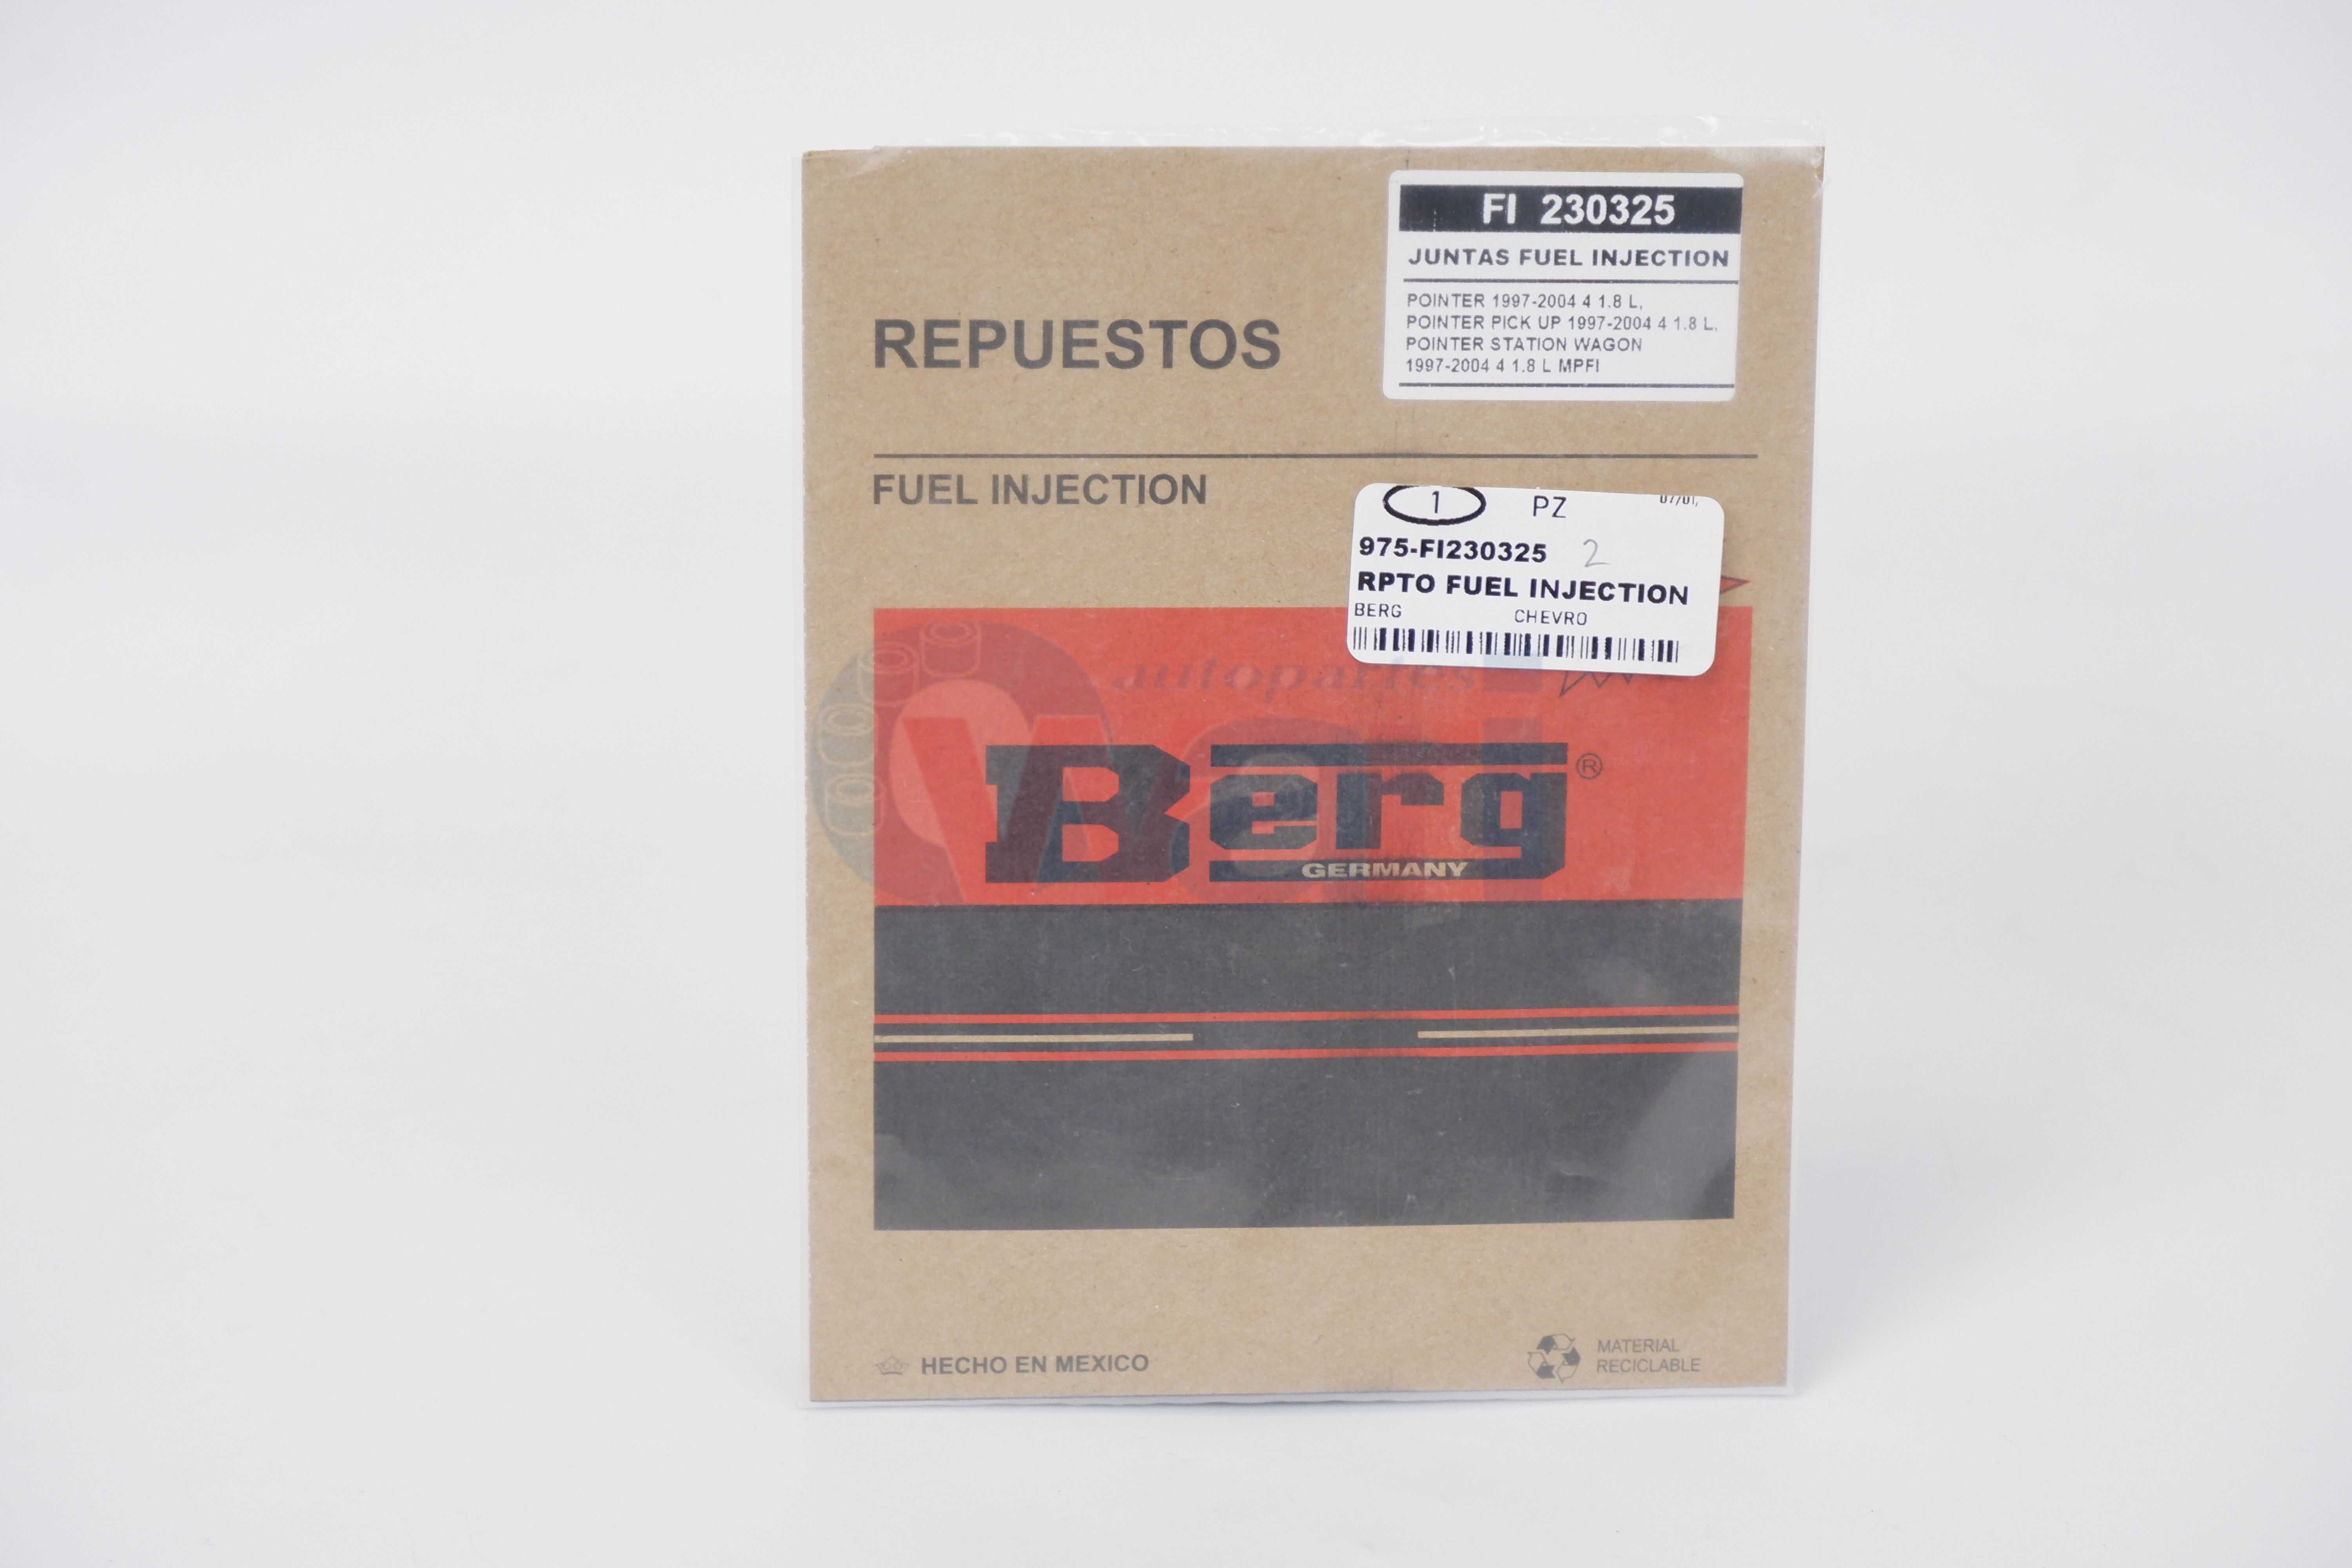 FI 230325
JUNTAS FUEL INJECTION
POINTER 1997-2004 4 1.8 L,
POINTER PICK UP 1997-2004 4 1.8 L,
POINTER STATION WAGON
1997-2004 4 1.8 L MPFI
REPUESTOS
FUEL INJECTION
1 PZ
975-FI230325 2
RPTO FUEL INJECTION
BERG CHEVRO
autopartes
Berg®
GERMANY
HECHO EN MEXICO
MATERIAL
RECICLABLE